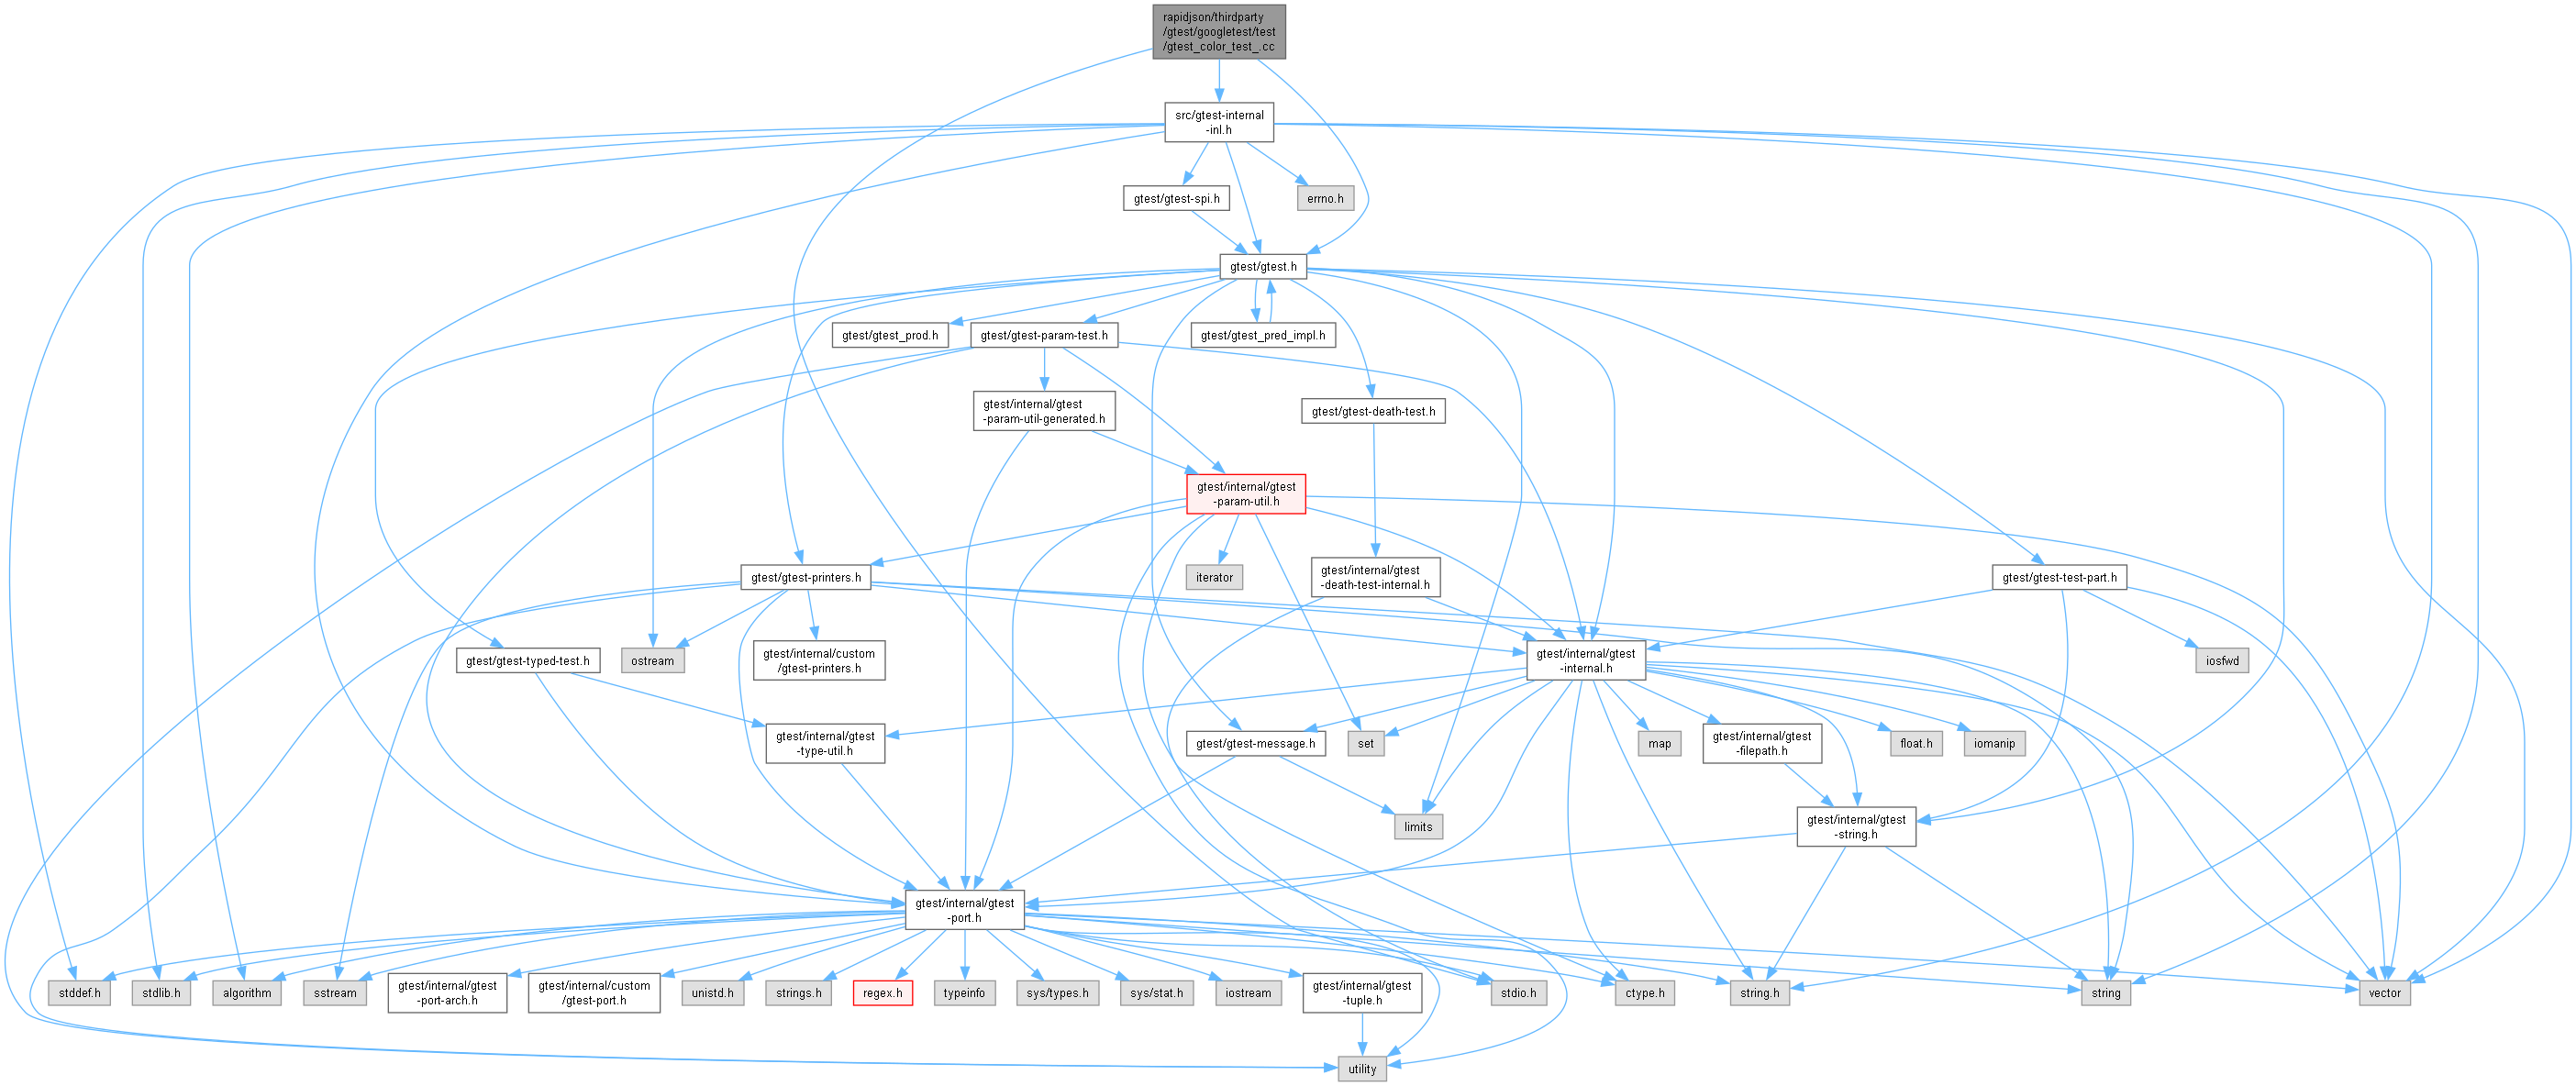 rapidjson/thirdparty
/gtest/googletest/test
/gtest_color_test_.cc
src/gtest-internal
-inl.h
gtest/gtest-spi.h
errno.h
gtest/gtest.h
gtest/gtest_prod.h
gtest/gtest-param-test.h
gtest/gtest_pred_impl.h
gtest/internal/gtest
-param-util-generated.h
gtest/gtest-death-test.h
gtest/internal/gtest
-param-util.h
gtest/gtest-printers.h
iterator
gtest/internal/gtest
-death-test-internal.h
gtest/gtest-test-part.h
gtest/gtest-typed-test.h
ostream
gtest/internal/custom
/gtest-printers.h
gtest/internal/gtest
-internal.h
iosfwd
gtest/internal/gtest
-type-util.h
gtest/gtest-message.h
set
map
gtest/internal/gtest
-filepath.h
float.h
iomanip
limits
gtest/internal/gtest
-string.h
gtest/internal/gtest
-port.h
stddef.h
stdlib.h
algorithm
sstream
gtest/internal/gtest
-port-arch.h
gtest/internal/custom
/gtest-port.h
unistd.h
strings.h
regex.h
typeinfo
sys/types.h
sys/stat.h
iostream
gtest/internal/gtest
-tuple.h
stdio.h
ctype.h
string.h
string
vector
utility